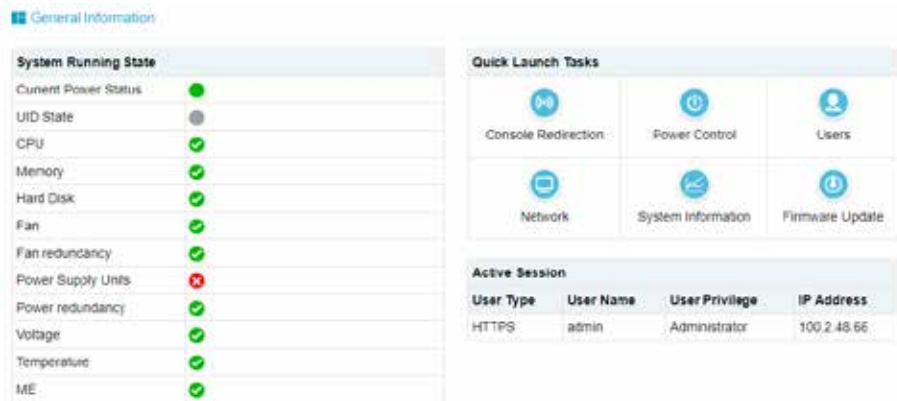 General Information
System Running State
Current Power Status
UID State
CPU
Memory
Hard Disk
Fan
Fan redundancy
Power Supply Units
Power redundancy
Voltage
Temperature
ME
Quick Launch Tasks
Console Redirection
Power Control
Users
Network
System Information
Firmware Update
Active Session
User Type User Name User Privilege IP Address
HTTPS admin Administrator 100.2.48.66